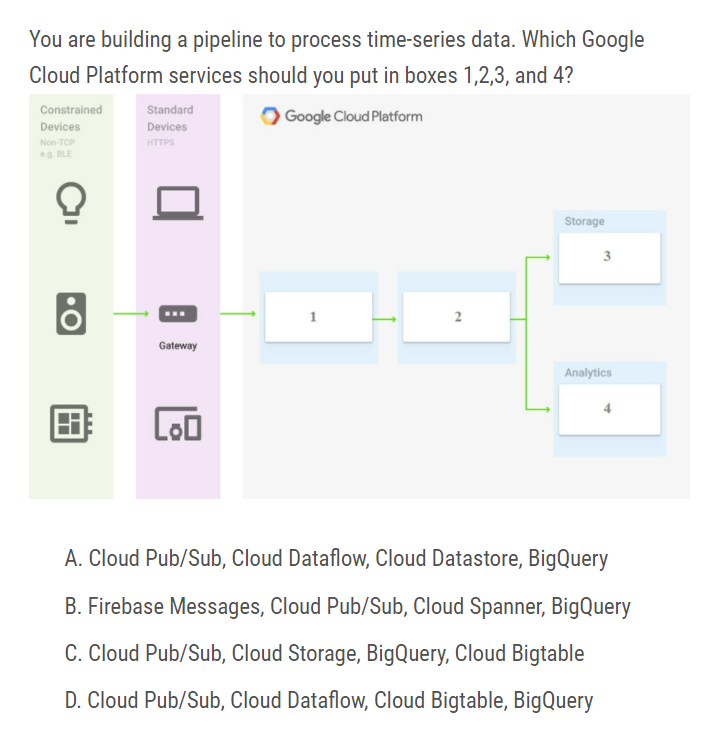 You are building a pipeline to process time-series data. Which Google
Cloud Platform services should you put in boxes 1,2,3, and 4?
Constrained
Devices
Non-TCP
e.g. BLE
Standard
Devices
HTTPS
Google Cloud Platform
Storage
3
1
2
Gateway
Analytics
4
A. Cloud Pub/Sub, Cloud Dataflow, Cloud Datastore, BigQuery
B. Firebase Messages, Cloud Pub/Sub, Cloud Spanner, BigQuery
C. Cloud Pub/Sub, Cloud Storage, BigQuery, Cloud Bigtable
D. Cloud Pub/Sub, Cloud Dataflow, Cloud Bigtable, BigQuery